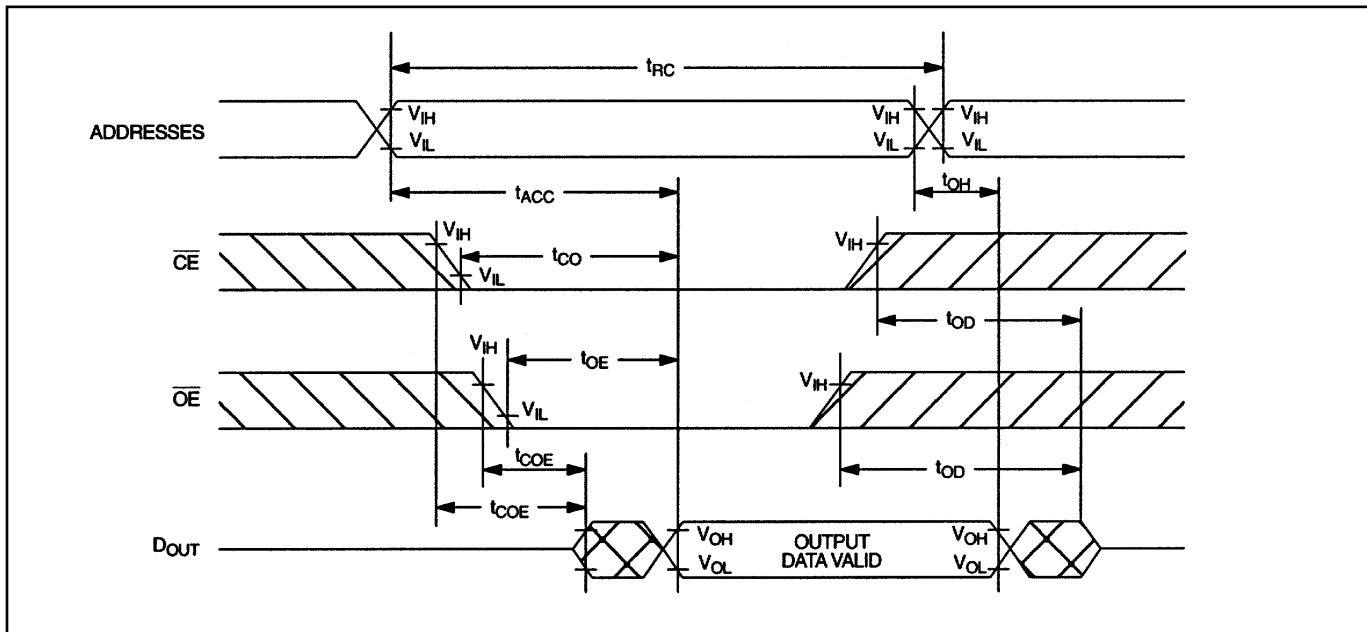 tRC
ADDRESSES
VIH
VIL
VIH
VIL
VIH
VIL
tACC
tOH
CE
VIH
VIL
tCO
VIH
tOD
OE
VIH
VIL
tOE
VIH
tCOE
tOD
tCOE
DOUT
VOH
VOL
OUTPUT
DATA VALID
VOH
VOL